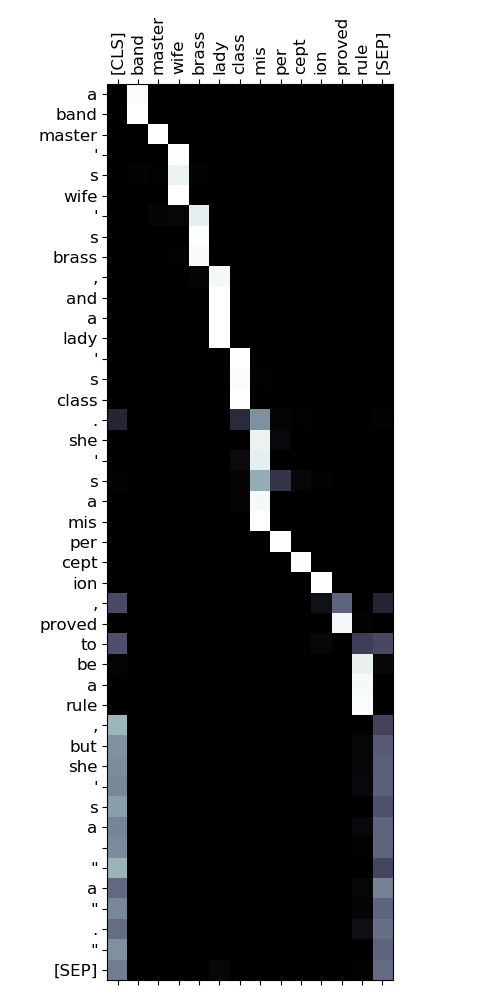 [CLS] band master wife brass lady class mis per cept ion proved rule [SEP]
a
band
master
'
s
wife
'
s
brass
,
and
a
lady
'
s
class
.
she
'
s
a
mis
per
cept
ion
,
proved
to
be
a
rule
,
but
she
'
s
a
"
a
"
.
"
[SEP]